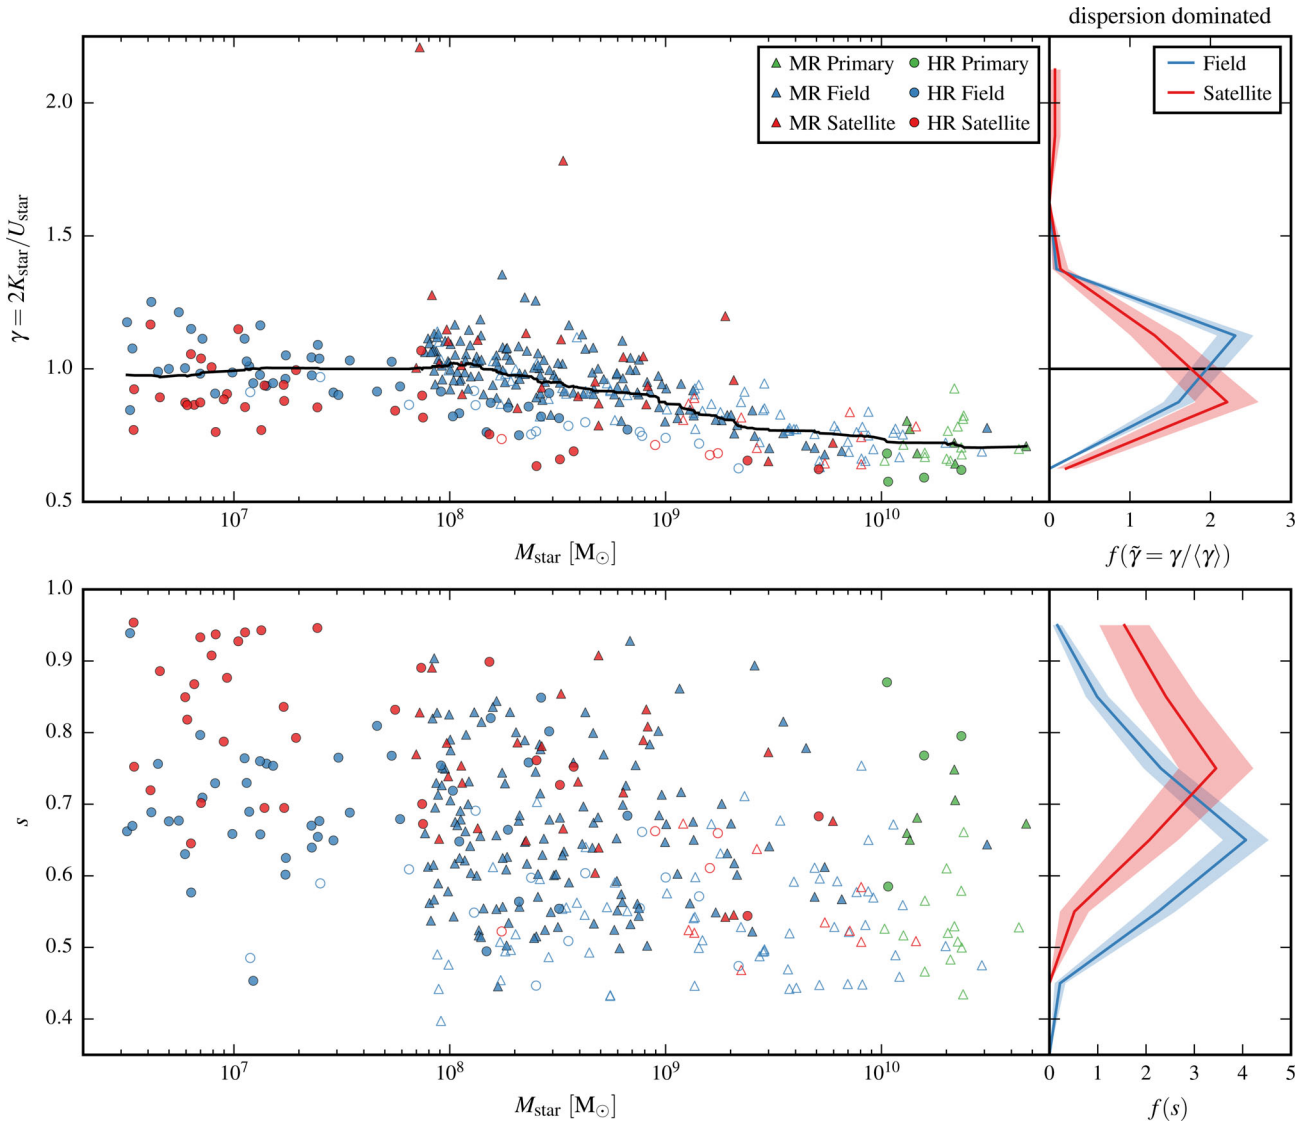 dispersion dominated
MR Primary HR Primary
MR Field HR Field
MR Satellite HR Satellite
Field
Satellite
γ = 2K_star/U_star
2.0
1.5
1.0
0.5
10^7 10^8 10^9 10^10
M_star [M_☉]
0 1 2 3
f(γ̃ = γ/⟨γ⟩)
s
1.0
0.9
0.8
0.7
0.6
0.5
0.4
10^7 10^8 10^9 10^10
M_star [M_☉]
0 1 2 3 4 5
f(s)